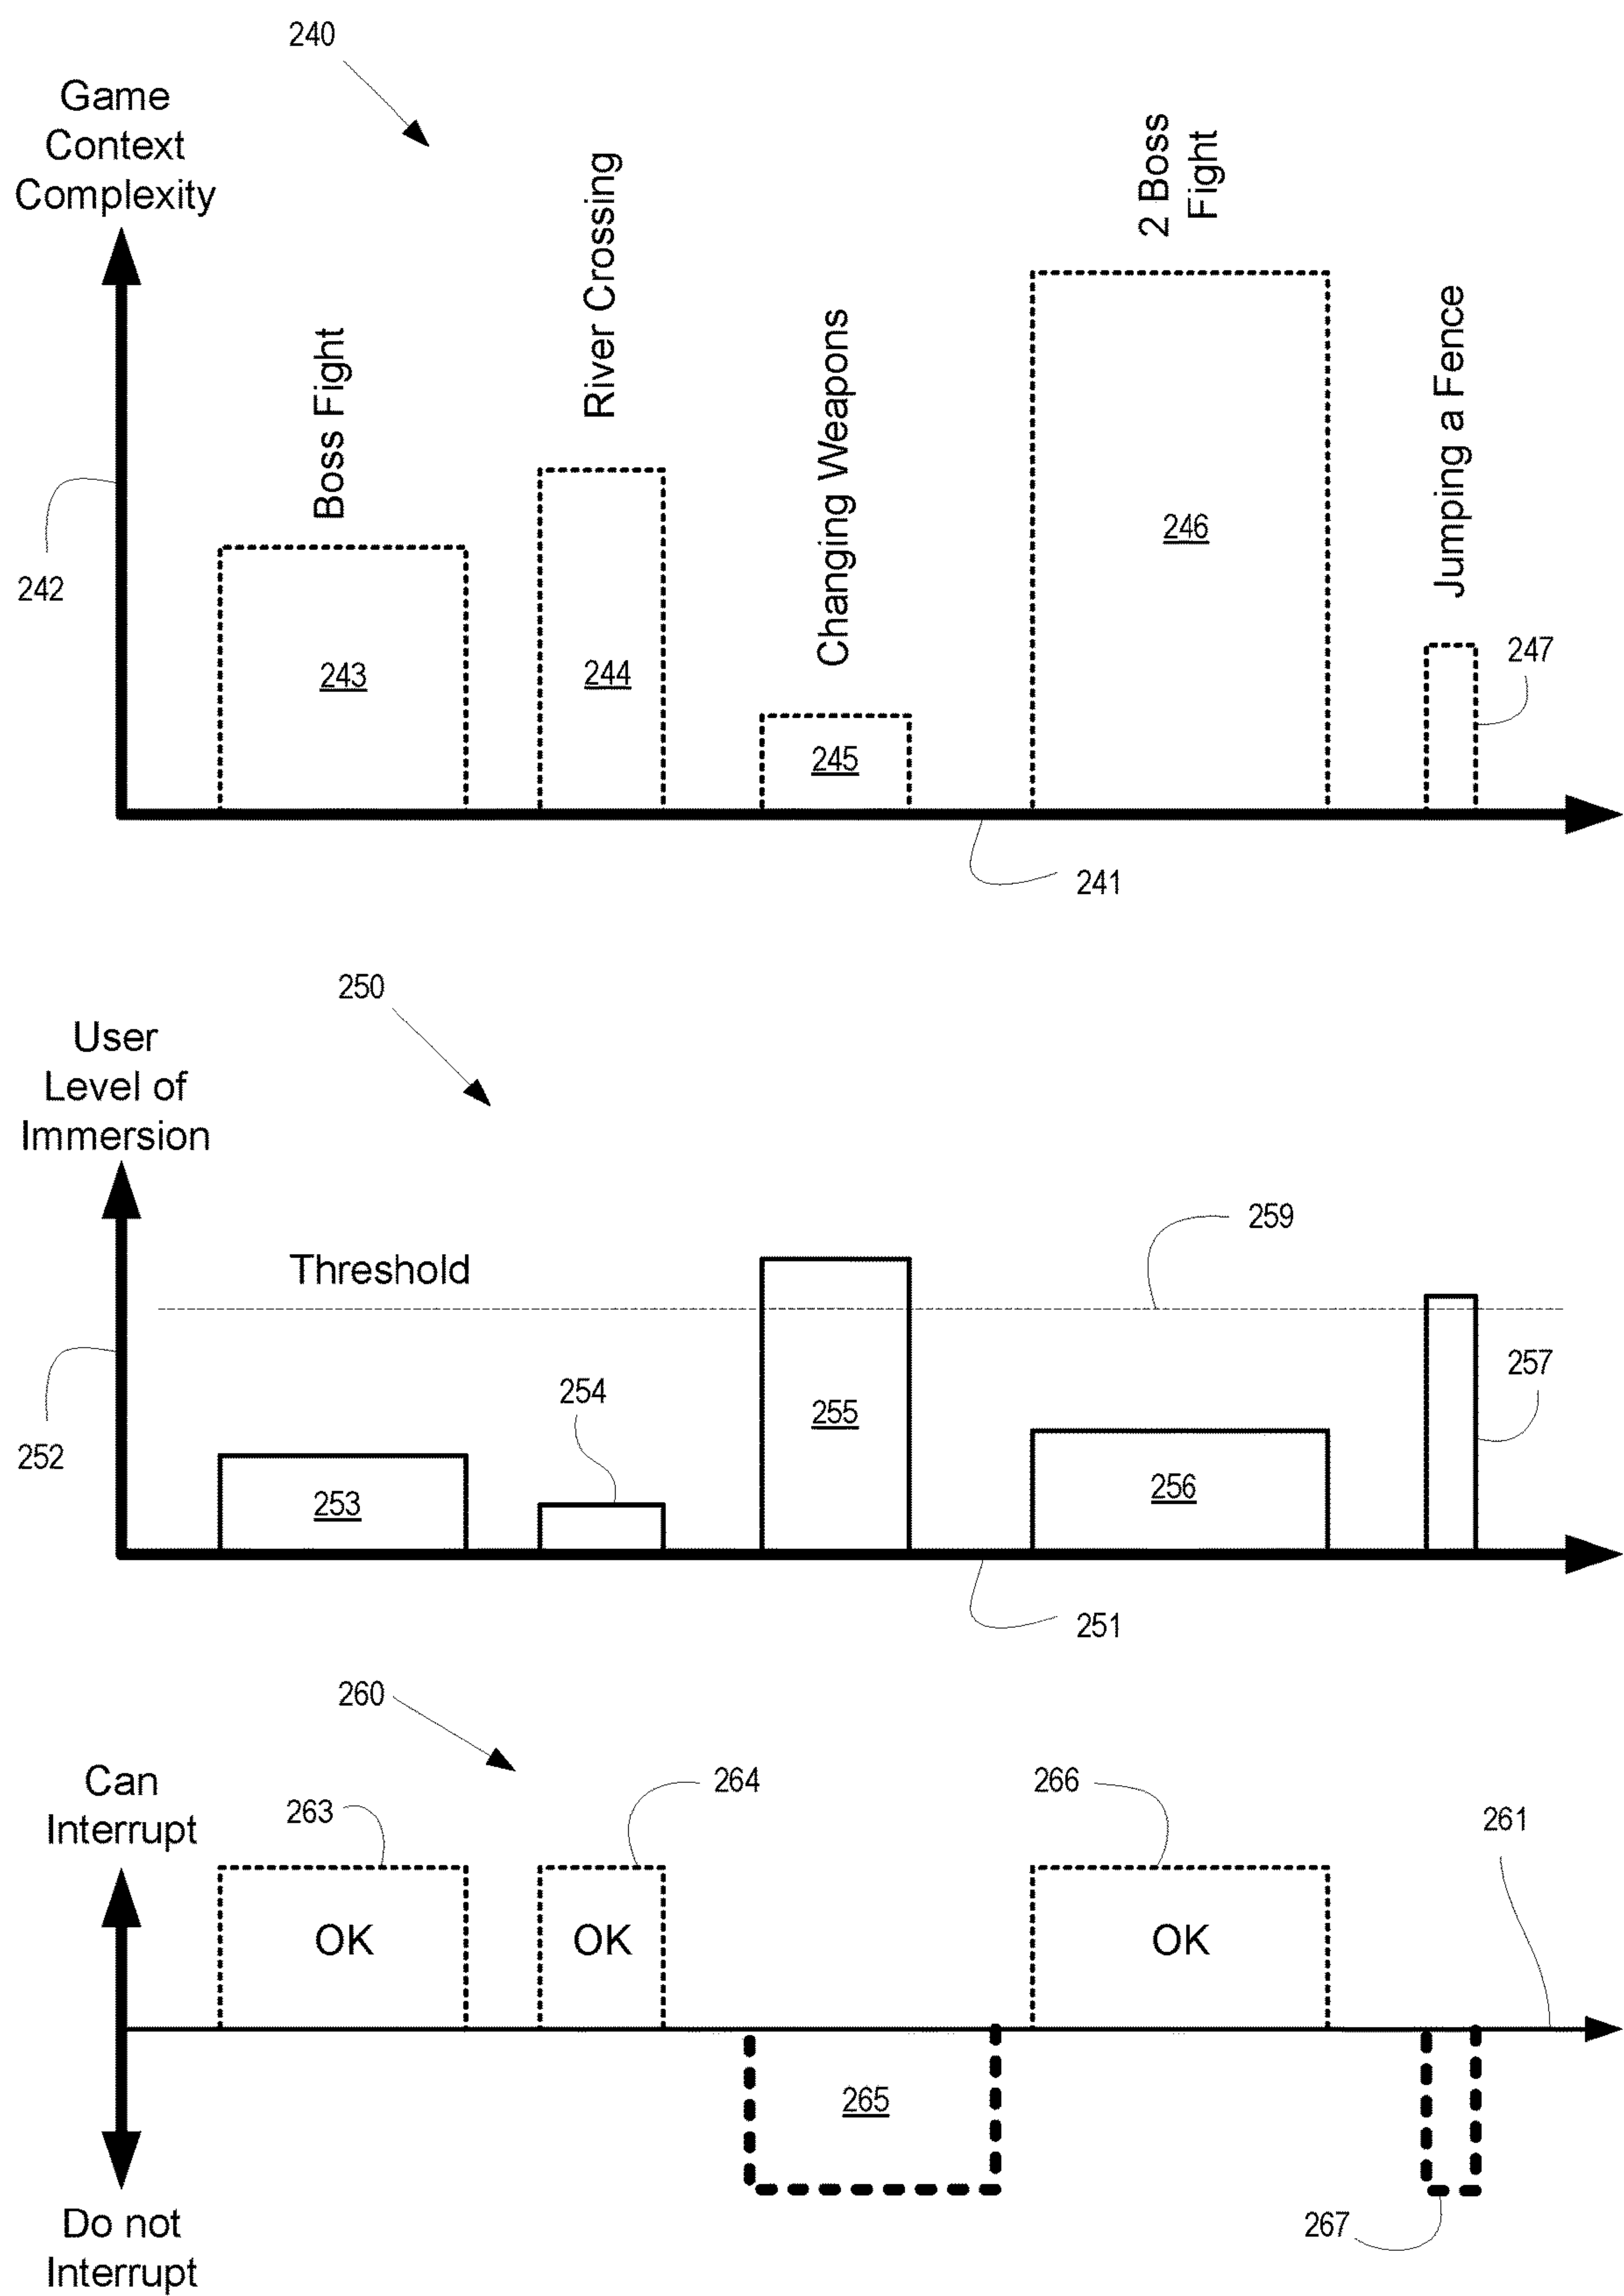 240
Game
Context
Complexity
Boss Fight
River Crossing
Changing Weapons
2 Boss
Fight
Jumping a Fence
242
243
244
245
246
247
241
250
User
Level of
Immersion
259
Threshold
252
253
254
255
256
257
251
260
Can
Interrupt
263
264
266
261
OK
OK
OK
265
267
Do not
Interrupt